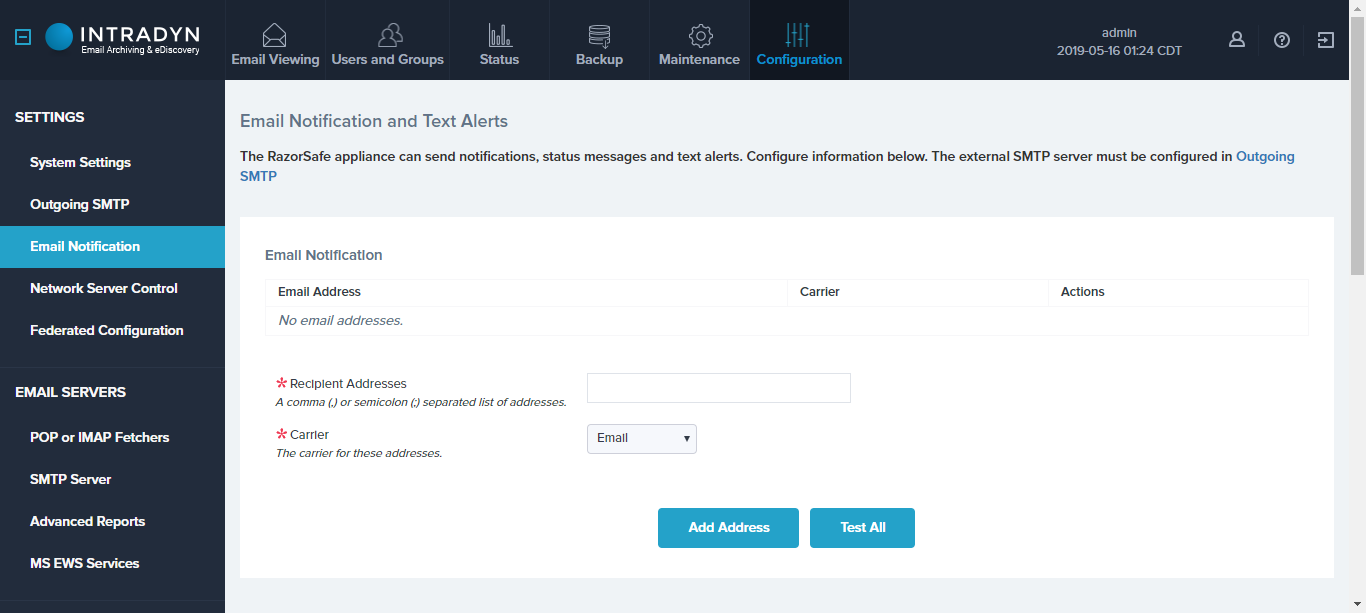 INTRADYN
Email Archiving & eDiscovery
Email Viewing
Users and Groups
Status
Backup
Maintenance
Configuration
admin
2019-05-16 01:24 CDT
SETTINGS
System Settings
Outgoing SMTP
Email Notification
Network Server Control
Federated Configuration
EMAIL SERVERS
POP or IMAP Fetchers
SMTP Server
Advanced Reports
MS EWS Services
Email Notification and Text Alerts
The RazorSafe appliance can send notifications, status messages and text alerts. Configure information below. The external SMTP server must be configured in Outgoing
SMTP
Email Notification
Email Address Carrier Actions
No email addresses.
* Recipient Addresses
A comma (,) or semicolon (;) separated list of addresses.
* Carrier
Email
The carrier for these addresses.
Add Address
Test All